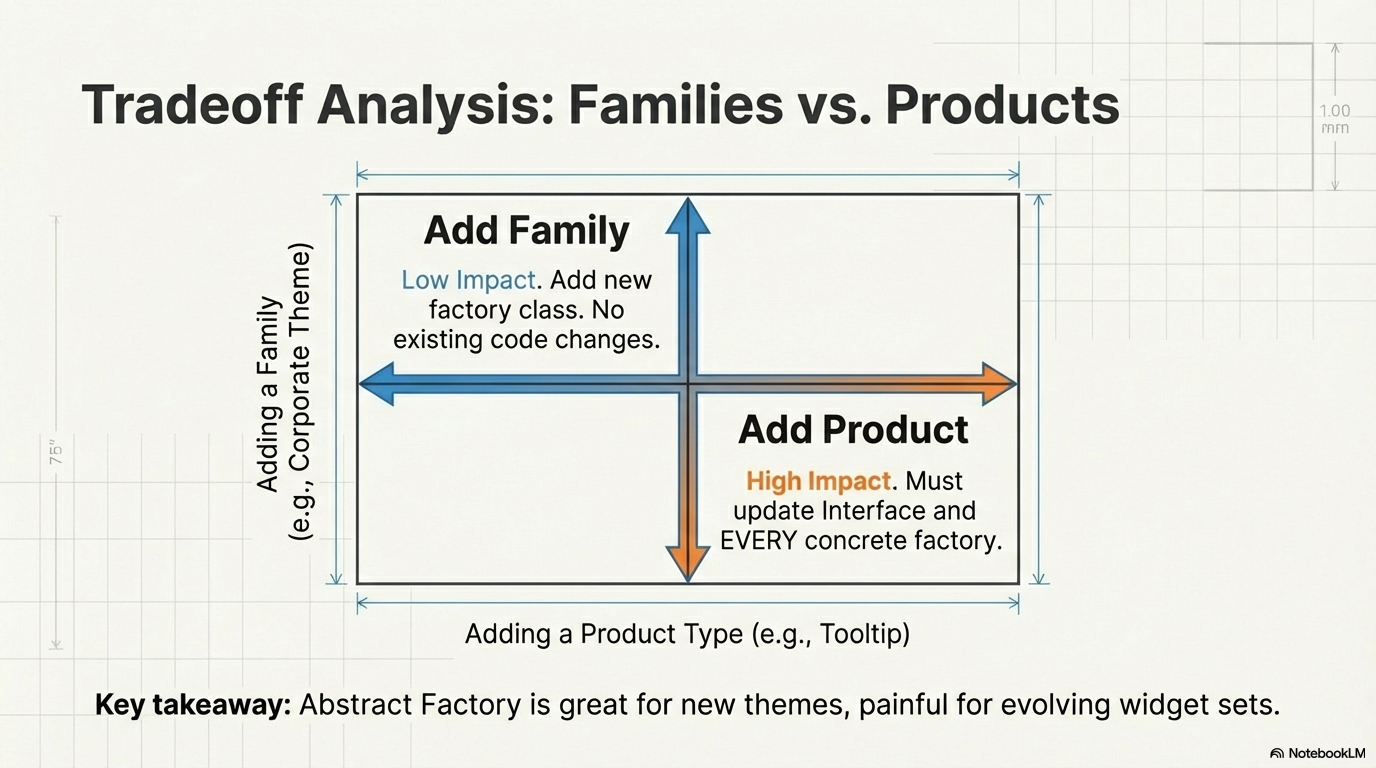 Tradeoff Analysis: Families vs. Products
1.00
mm
Add Family
Low Impact. Add new
factory class. No
existing code changes.
Adding a Family
(e.g., Corporate Theme)
75"
Add Product
High Impact. Must
update Interface and
EVERY concrete factory.
Adding a Product Type (e.g., Tooltip)
Key takeaway: Abstract Factory is great for new themes, painful for evolving widget sets.
NotebookLM